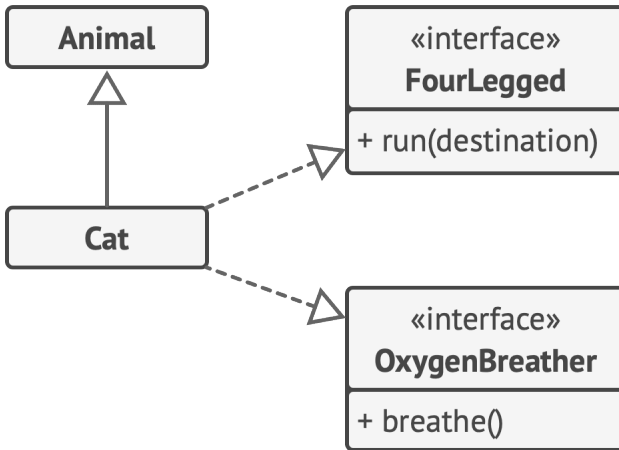 Animal
«interface»
FourLegged
+ run(destination)
Cat
«interface»
OxygenBreather
+ breathe()